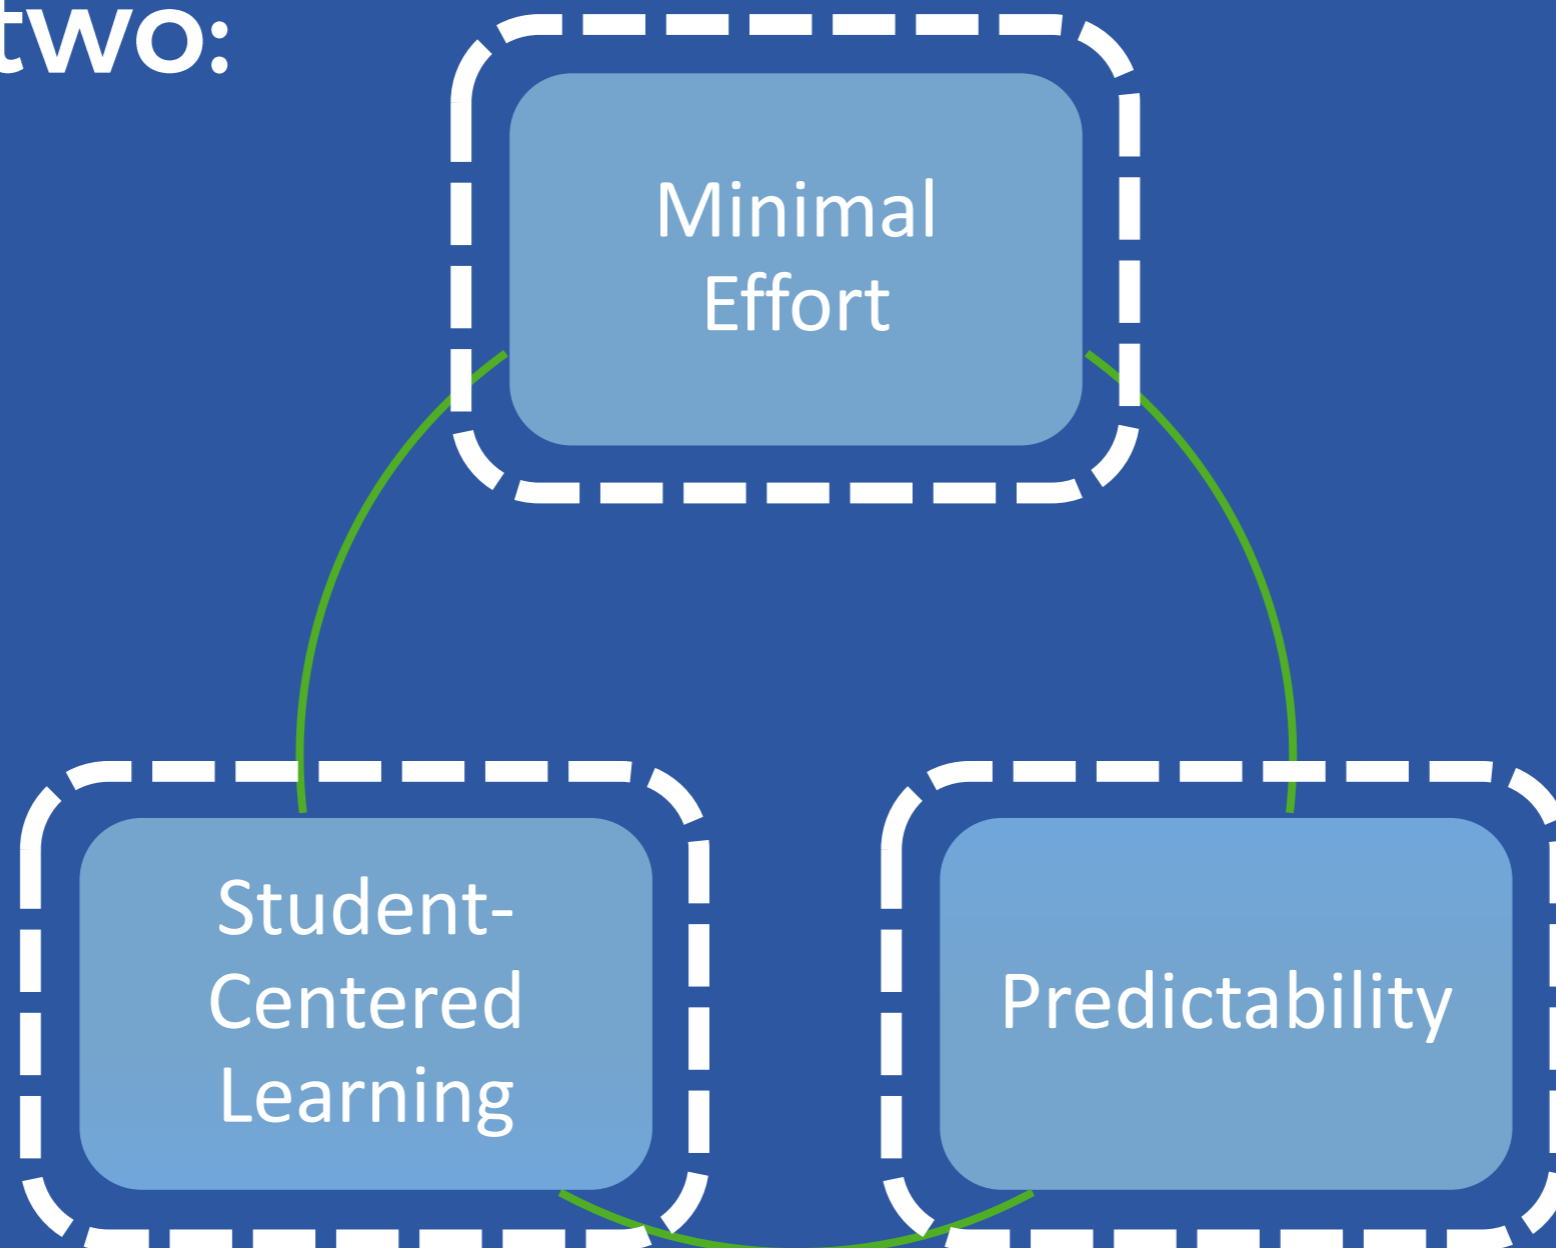 two:
Minimal
Effort
Student-
Centered
Learning
Predictability